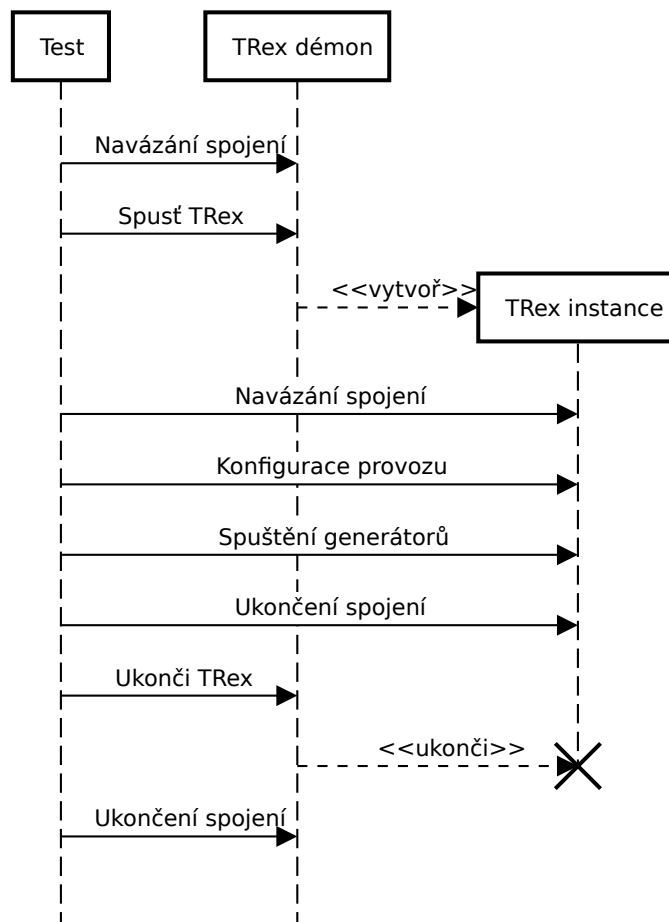 Test
TRex démon
Navázání spojení
Spusť TRex
<<vytvoř>>
TRex instance
Navázání spojení
Konfigurace provozu
Spuštění generátorů
Ukončení spojení
Ukonči TRex
<<ukonči>>
Ukončení spojení